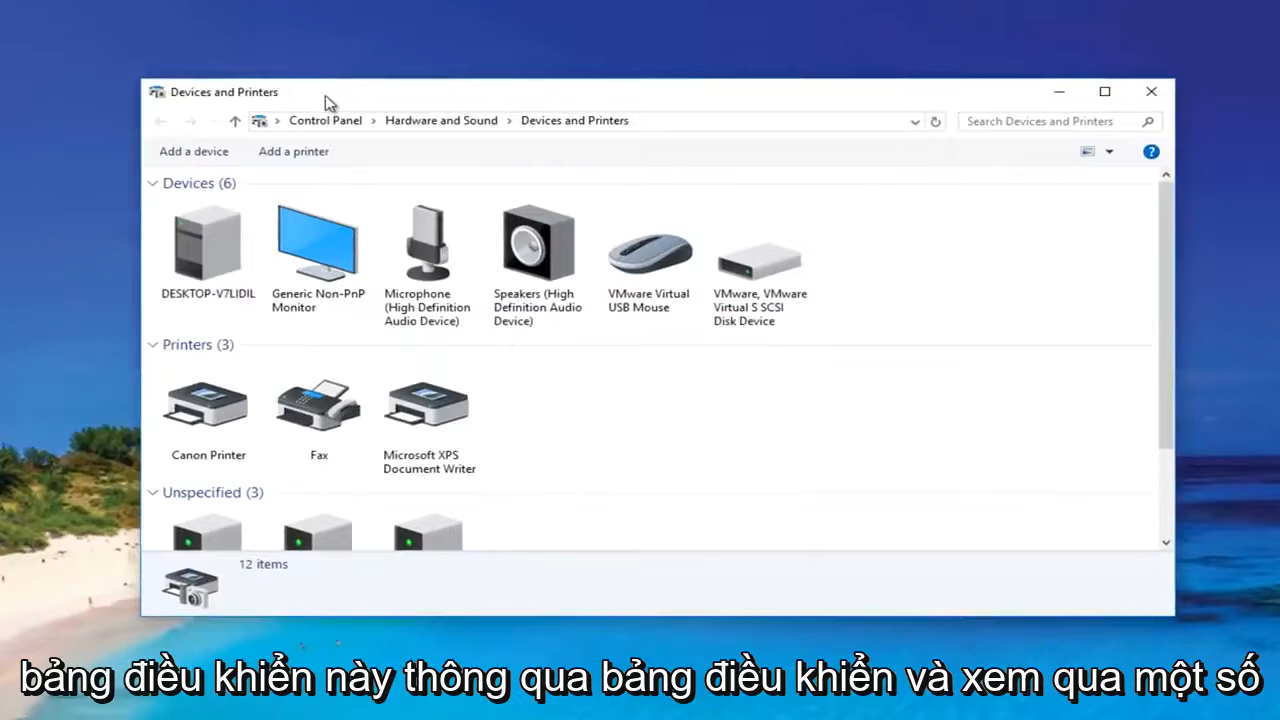 Devices and Printers
Control Panel > Hardware and Sound > Devices and Printers
Search Devices and Printers
Add a device Add a printer
?
Devices (6)
DESKTOP-V7LIDIL
Generic Non-PnP
Monitor
Microphone
(High Definition
Audio Device)
Speakers (High
Definition Audio
Device)
VMware Virtual
USB Mouse
VMware, VMware
Virtual S SCSI
Disk Device
Printers (3)
Canon Printer
Fax
Microsoft XPS
Document Writer
Unspecified (3)
12 items
bảng điều khiển này thông qua bảng điều khiển và xem qua một số